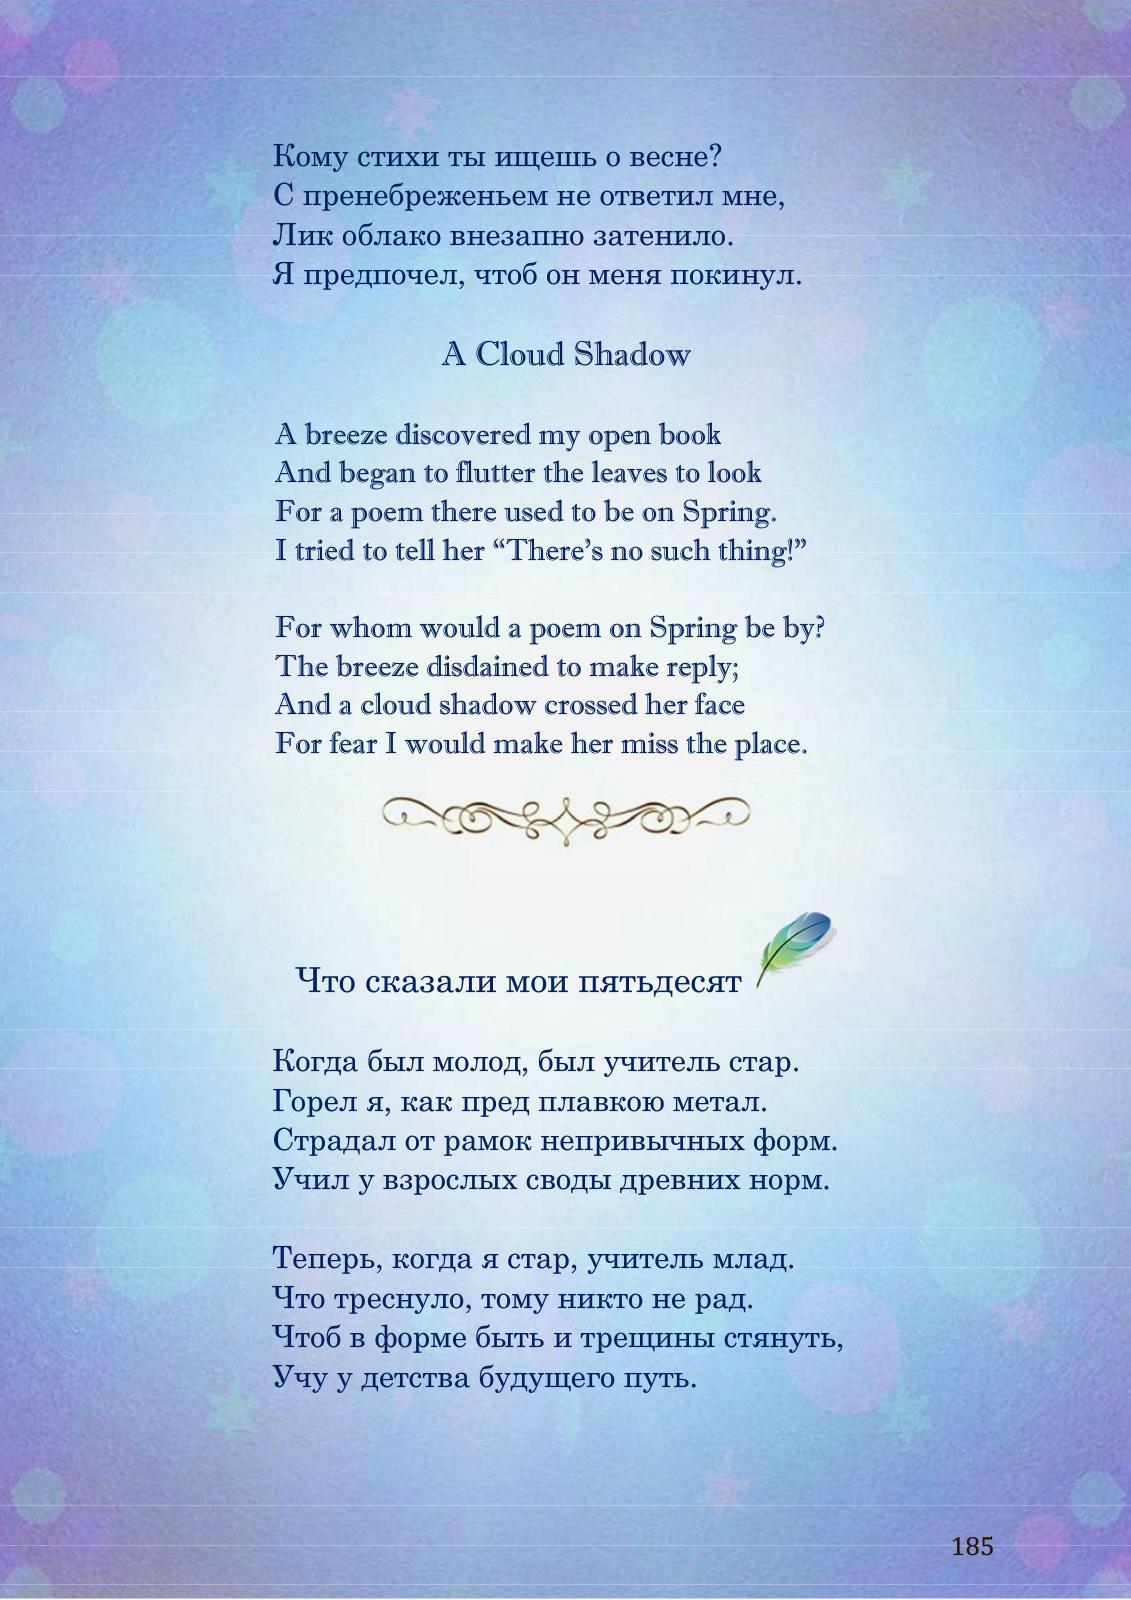 Кому стихи ты ищешь о весне?
С пренебреженьем не ответил мне,
Лик облако внезапно затенило.
Я предпочел, чтоб он меня покинул.
A Cloud Shadow
A breeze discovered my open book
And began to flutter the leaves to look
For a poem there used to be on Spring.
I tried to tell her “There’s no such thing!”
For whom would a poem on Spring be by?
The breeze disdained to make reply;
And a cloud shadow crossed her face
For fear I would make her miss the place.
Что сказали мои пятьдесят
Когда был молод, был учитель стар.
Горел я, как пред плавкою метал.
Страдал от рамок непривычных форм.
Учил у взрослых своды древних норм.
Теперь, когда я стар, учитель млад.
Что треснуло, тому никто не рад.
Чтоб в форме быть и трещины стянуть,
Учу у детства будущего путь.
185